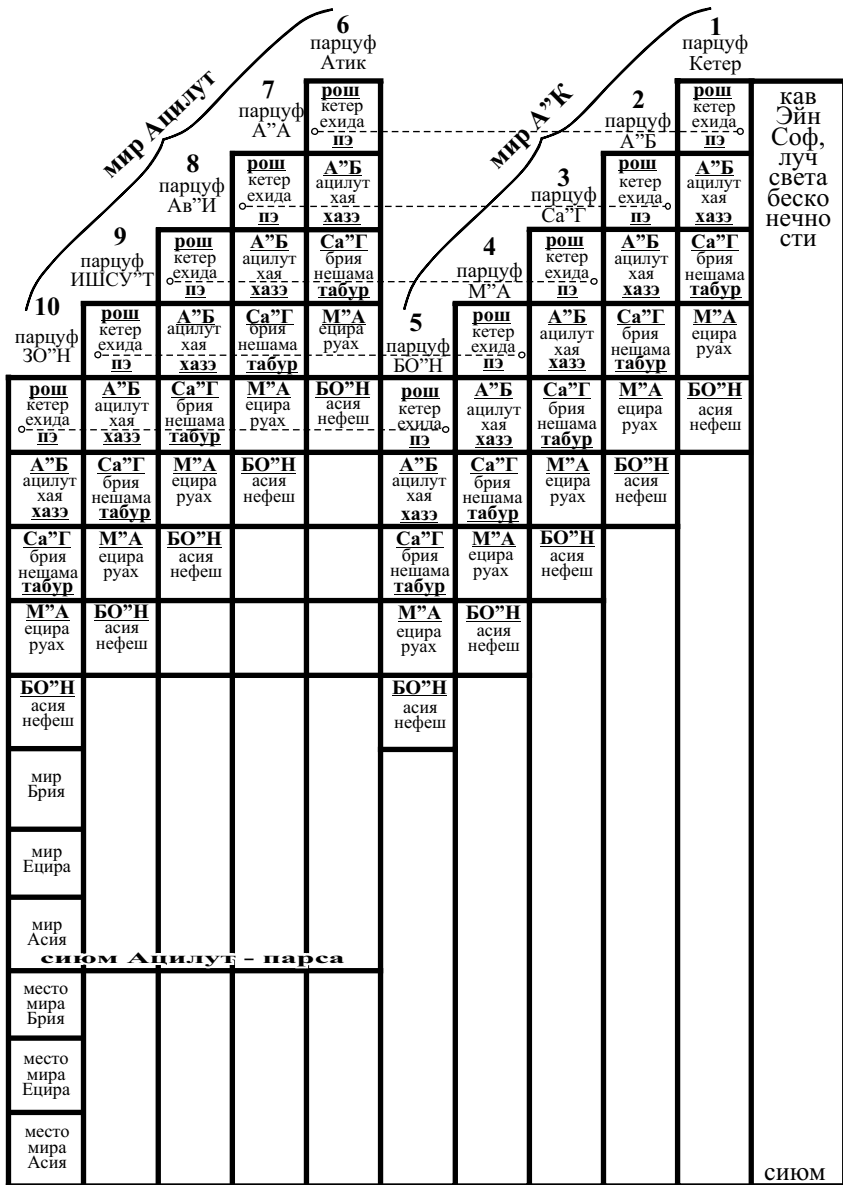 мир Ацилут
10
парцуф
ЗО”Н
рош
кетер
ехида
пэ
А”Б
ацилут
хая
хазэ
Са”Г
брия
нешама
табур
М”А
ецира
руах
БО”Н
асия
нефеш
мир
Брия
мир
Ецира
мир
Асия
сиюм Ацилут - парса
место
мира
Брия
место
мира
Ецира
место
мира
Асия
9
парцуф
ИШСУ”Т
рош
кетер
ехида
пэ
А”Б
ацилут
хая
хазэ
Са”Г
брия
нешама
табур
М”А
ецира
руах
БО”Н
асия
нефеш
8
парцуф
Ав”И
рош
кетер
ехида
пэ
А”Б
ацилут
хая
хазэ
Са”Г
брия
нешама
табур
М”А
ецира
руах
БО”Н
асия
нефеш
7
парцуф
А”А
рош
кетер
ехида
пэ
А”Б
ацилут
хая
хазэ
Са”Г
брия
нешама
табур
М”А
ецира
руах
БО”Н
асия
нефеш
6
парцуф
Атик
рош
кетер
ехида
пэ
А”Б
ацилут
хая
хазэ
Са”Г
брия
нешама
табур
М”А
ецира
руах
БО”Н
асия
нефеш
мир А”К
5
парцуф
БО”Н
рош
кетер
ехида
пэ
А”Б
ацилут
хая
хазэ
Са”Г
брия
нешама
табур
М”А
ецира
руах
БО”Н
асия
нефеш
4
парцуф
М”А
рош
кетер
ехида
пэ
А”Б
ацилут
хая
хазэ
Са”Г
брия
нешама
табур
М”А
ецира
руах
БО”Н
асия
нефеш
3
парцуф
Са”Г
рош
кетер
ехида
пэ
А”Б
ацилут
хая
хазэ
Са”Г
брия
нешама
табур
М”А
ецира
руах
БО”Н
асия
нефеш
2
парцуф
А”Б
рош
кетер
ехида
пэ
А”Б
ацилут
хая
хазэ
Са”Г
брия
нешама
табур
М”А
ецира
руах
БО”Н
асия
нефеш
1
парцуф
Кетер
рош
кетер
ехида
пэ
А”Б
ацилут
хая
хазэ
Са”Г
брия
нешама
табур
М”А
ецира
руах
БО”Н
асия
нефеш
кав
Эйн
Соф,
луч
света
беско
нечно
сти
сиюм